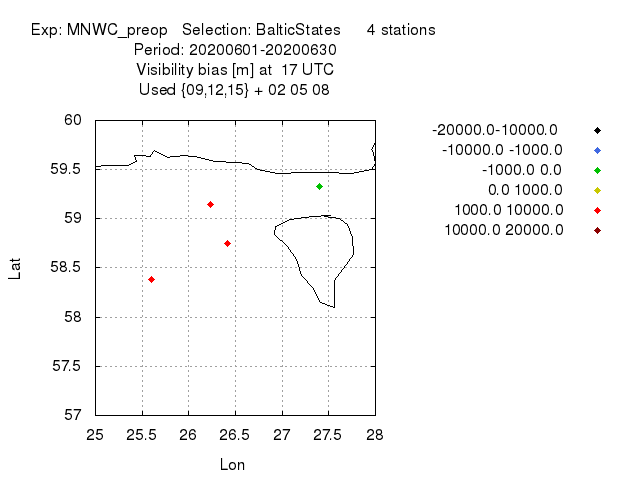 Exp: MNWC_preop   Selection: BalticStates      4 stations
Period: 20200601-20200630
Visibility bias [m] at  17 UTC
Used {09,12,15} + 02 05 08
-20000.0-10000.0
-10000.0 -1000.0
-1000.0 0.0
0.0 1000.0
1000.0 10000.0
10000.0 20000.0
60
59.5
59
58.5
58
57.5
57
Lat
25 25.5 26 26.5 27 27.5 28
Lon